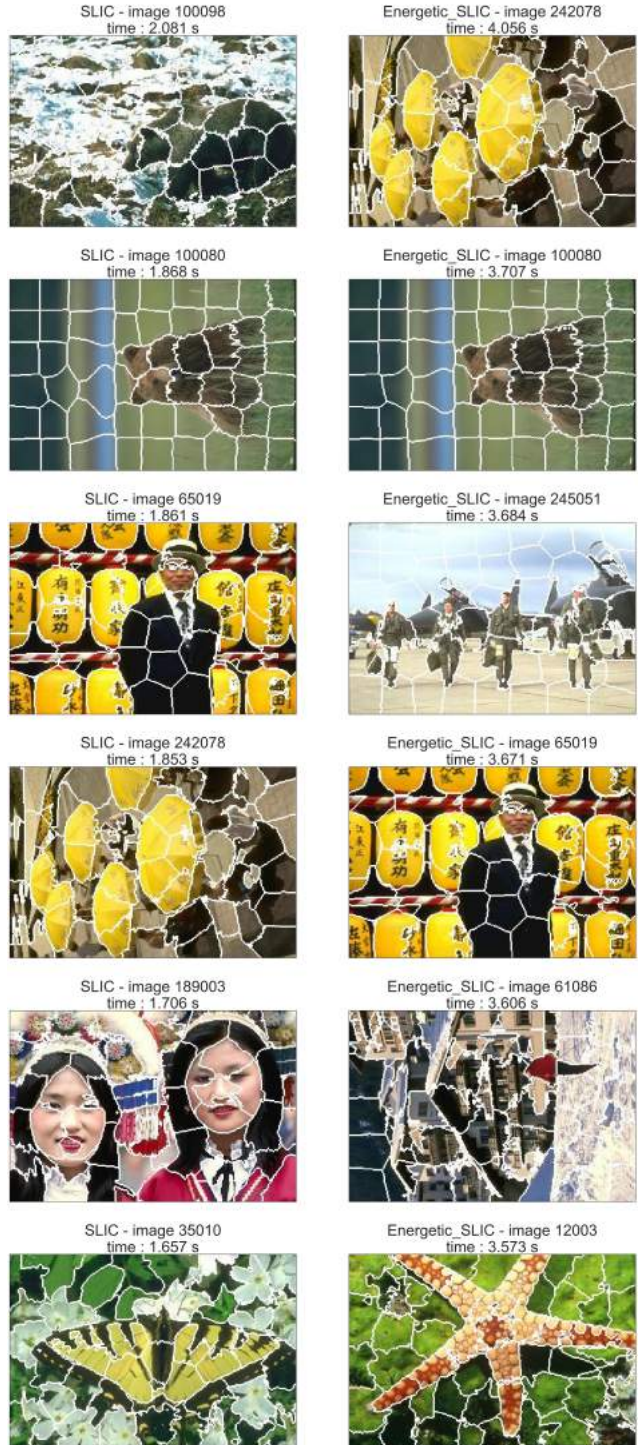 SLIC - image 100098
time : 2.081 s
Energetic_SLIC - image 242078
time : 4.056 s
SLIC - image 100080
time : 1.868 s
Energetic_SLIC - image 100080
time : 3.707 s
SLIC - image 65019
time : 1.861 s
Energetic_SLIC - image 245051
time : 3.684 s
SLIC - image 242078
time : 1.853 s
Energetic_SLIC - image 65019
time : 3.671 s
SLIC - image 189003
time : 1.706 s
Energetic_SLIC - image 61086
time : 3.606 s
SLIC - image 35010
time : 1.657 s
Energetic_SLIC - image 12003
time : 3.573 s